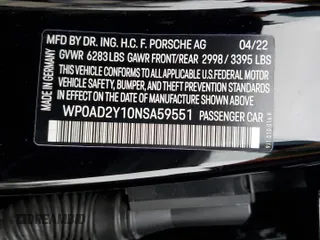 MFD BY DR. ING. H.C. F. PORSCHE AG 04/22
GVWR 6283LBS GAWR FRONT/REAR 2998/3395 LBS
THIS VEHICLE CONFORMS TO ALL
APPLICABLE U.S. FEDERAL MOTOR
VEHICLE SAFETY, BUMPER AND
THEFT PREVENTION STANDARDS IN
EFFECT ON THE DATE OF
MANUFACTURE SHOWN ABOVE.
WP0AD2Y10NSA59551 PASSENGER CAR
MADE IN GERMANY